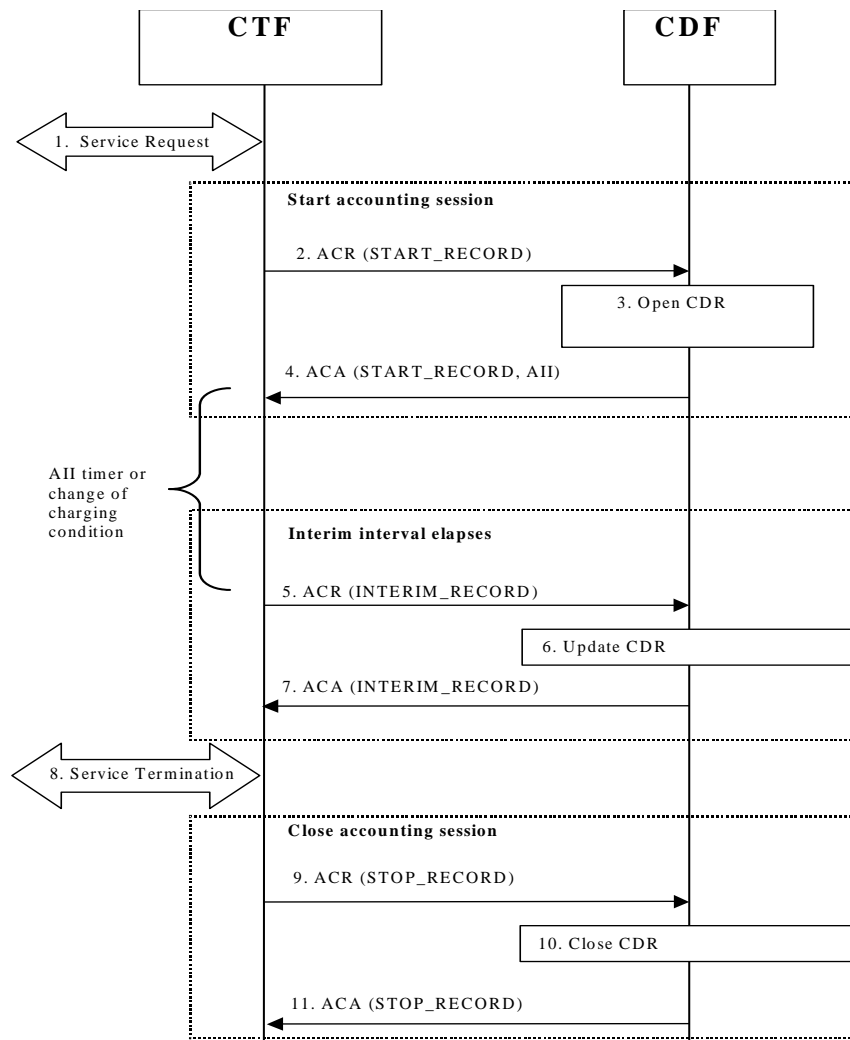 CTF
CDF
1. Service Request
Start accounting session
2. ACR (START_RECORD)
3. Open CDR
4. ACA (START_RECORD, AII)
AII timer or
change of
charging
condition
Interim interval elapses
5. ACR (INTERIM_RECORD)
6. Update CDR
7. ACA (INTERIM_RECORD)
8. Service Termination
Close accounting session
9. ACR (STOP_RECORD)
10. Close CDR
11. ACA (STOP_RECORD)